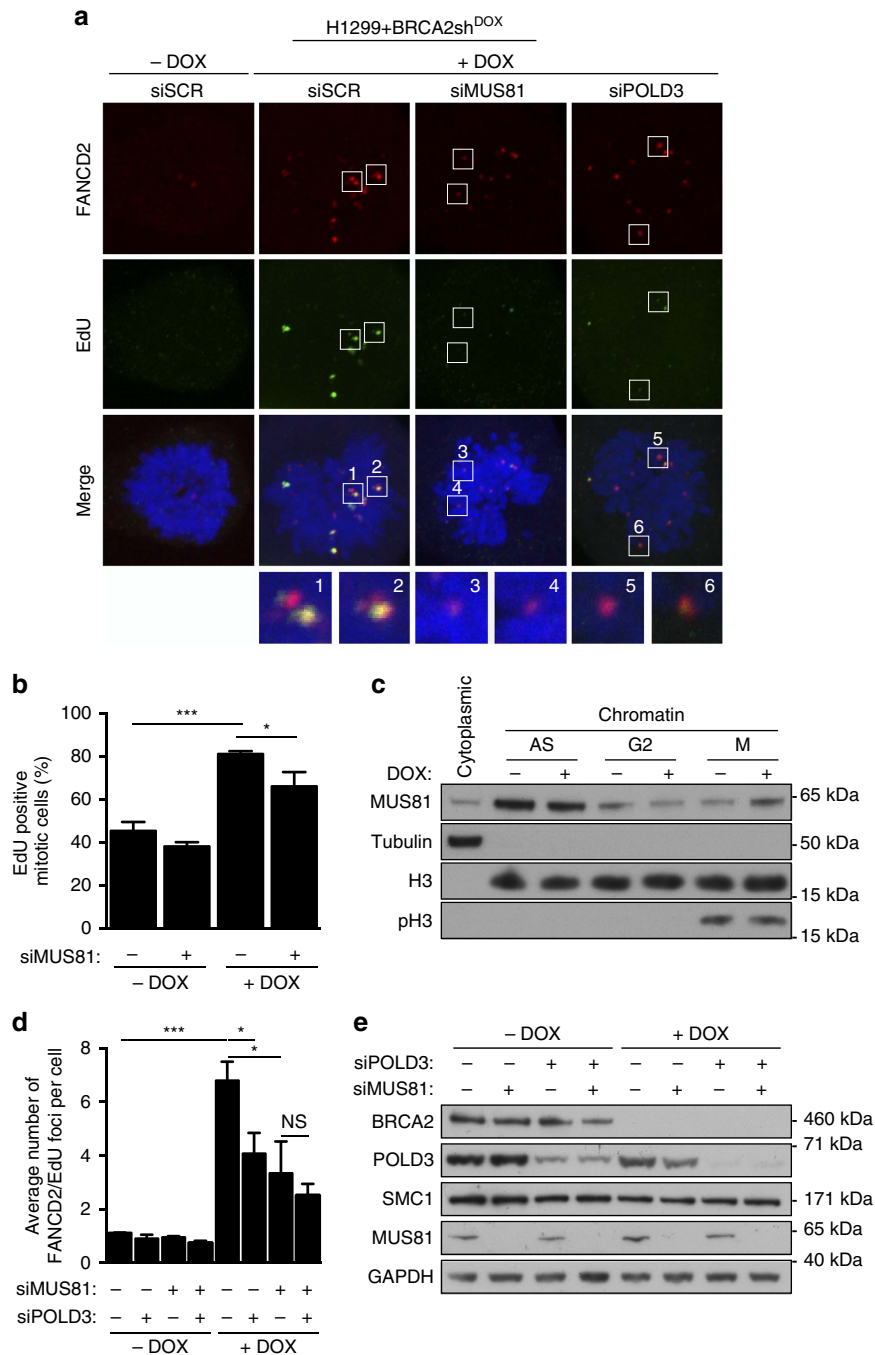 a
H1299+BRCA2sh^DOX
– DOX
+ DOX
siSCR
siSCR
siMUS81
siPOLD3
FANCD2
EdU
Merge
1
2
3
4
5
6
1
2
3
4
5
6
b
EdU positive
mitotic cells (%)
100
80
60
40
20
0
***
*
siMUS81: – + – +
– DOX
+ DOX
c
Cytoplasmic
Chromatin
AS G2 M
DOX: – + – + – +
MUS81
65 kDa
Tubulin
50 kDa
H3
15 kDa
pH3
15 kDa
d
Average number of
FANCD2/EdU foci per cell
8
6
4
2
0
***
*
*
NS
siMUS81: – – + + – – + +
siPOLD3: – + – + – + – +
– DOX
+ DOX
e
– DOX
+ DOX
siPOLD3: – – + + – – + +
siMUS81: – + – + – + – +
BRCA2
460 kDa
71 kDa
POLD3
SMC1
171 kDa
MUS81
65 kDa
40 kDa
GAPDH